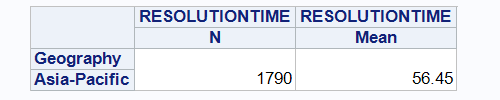 RESOLUTIONTIME RESOLUTIONTIME
N Mean
Geography
Asia-Pacific 1790 56.45